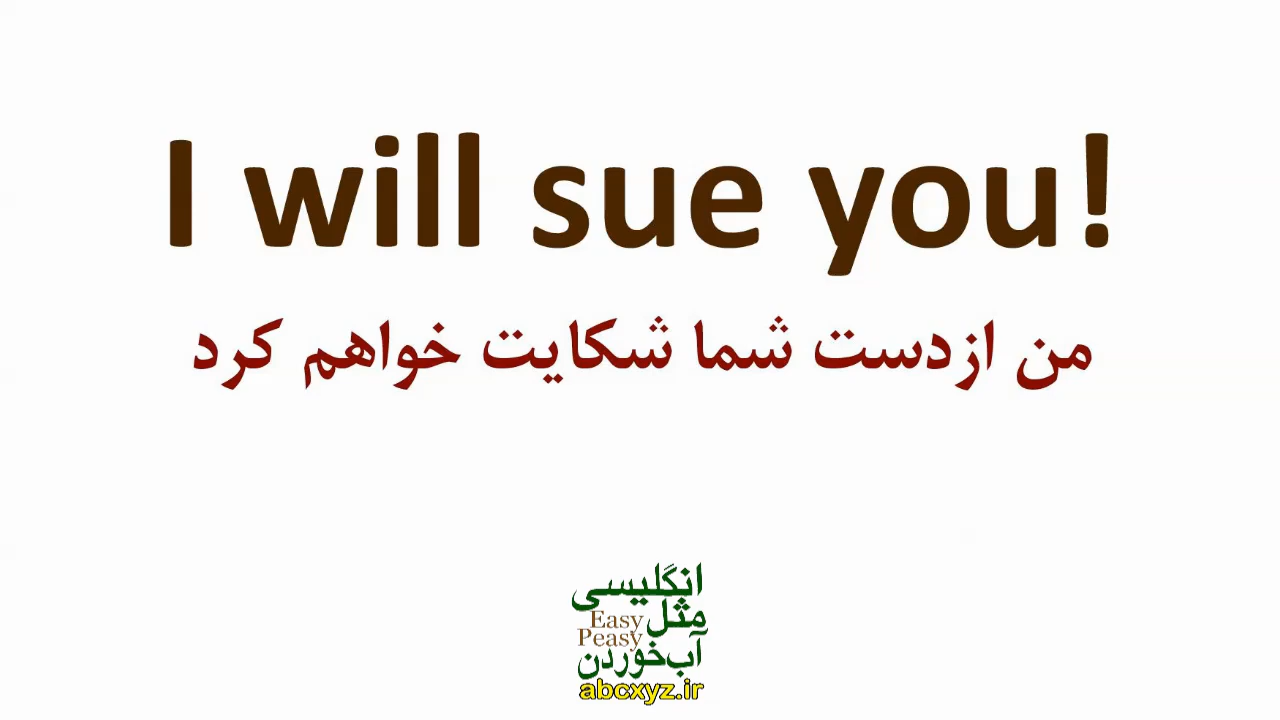 I will sue you!
من ازدست شما شکایت خواهم کرد
انگلیسی
مثل
Easy
Peasy
آب‌خوردن
abcxyz.ir